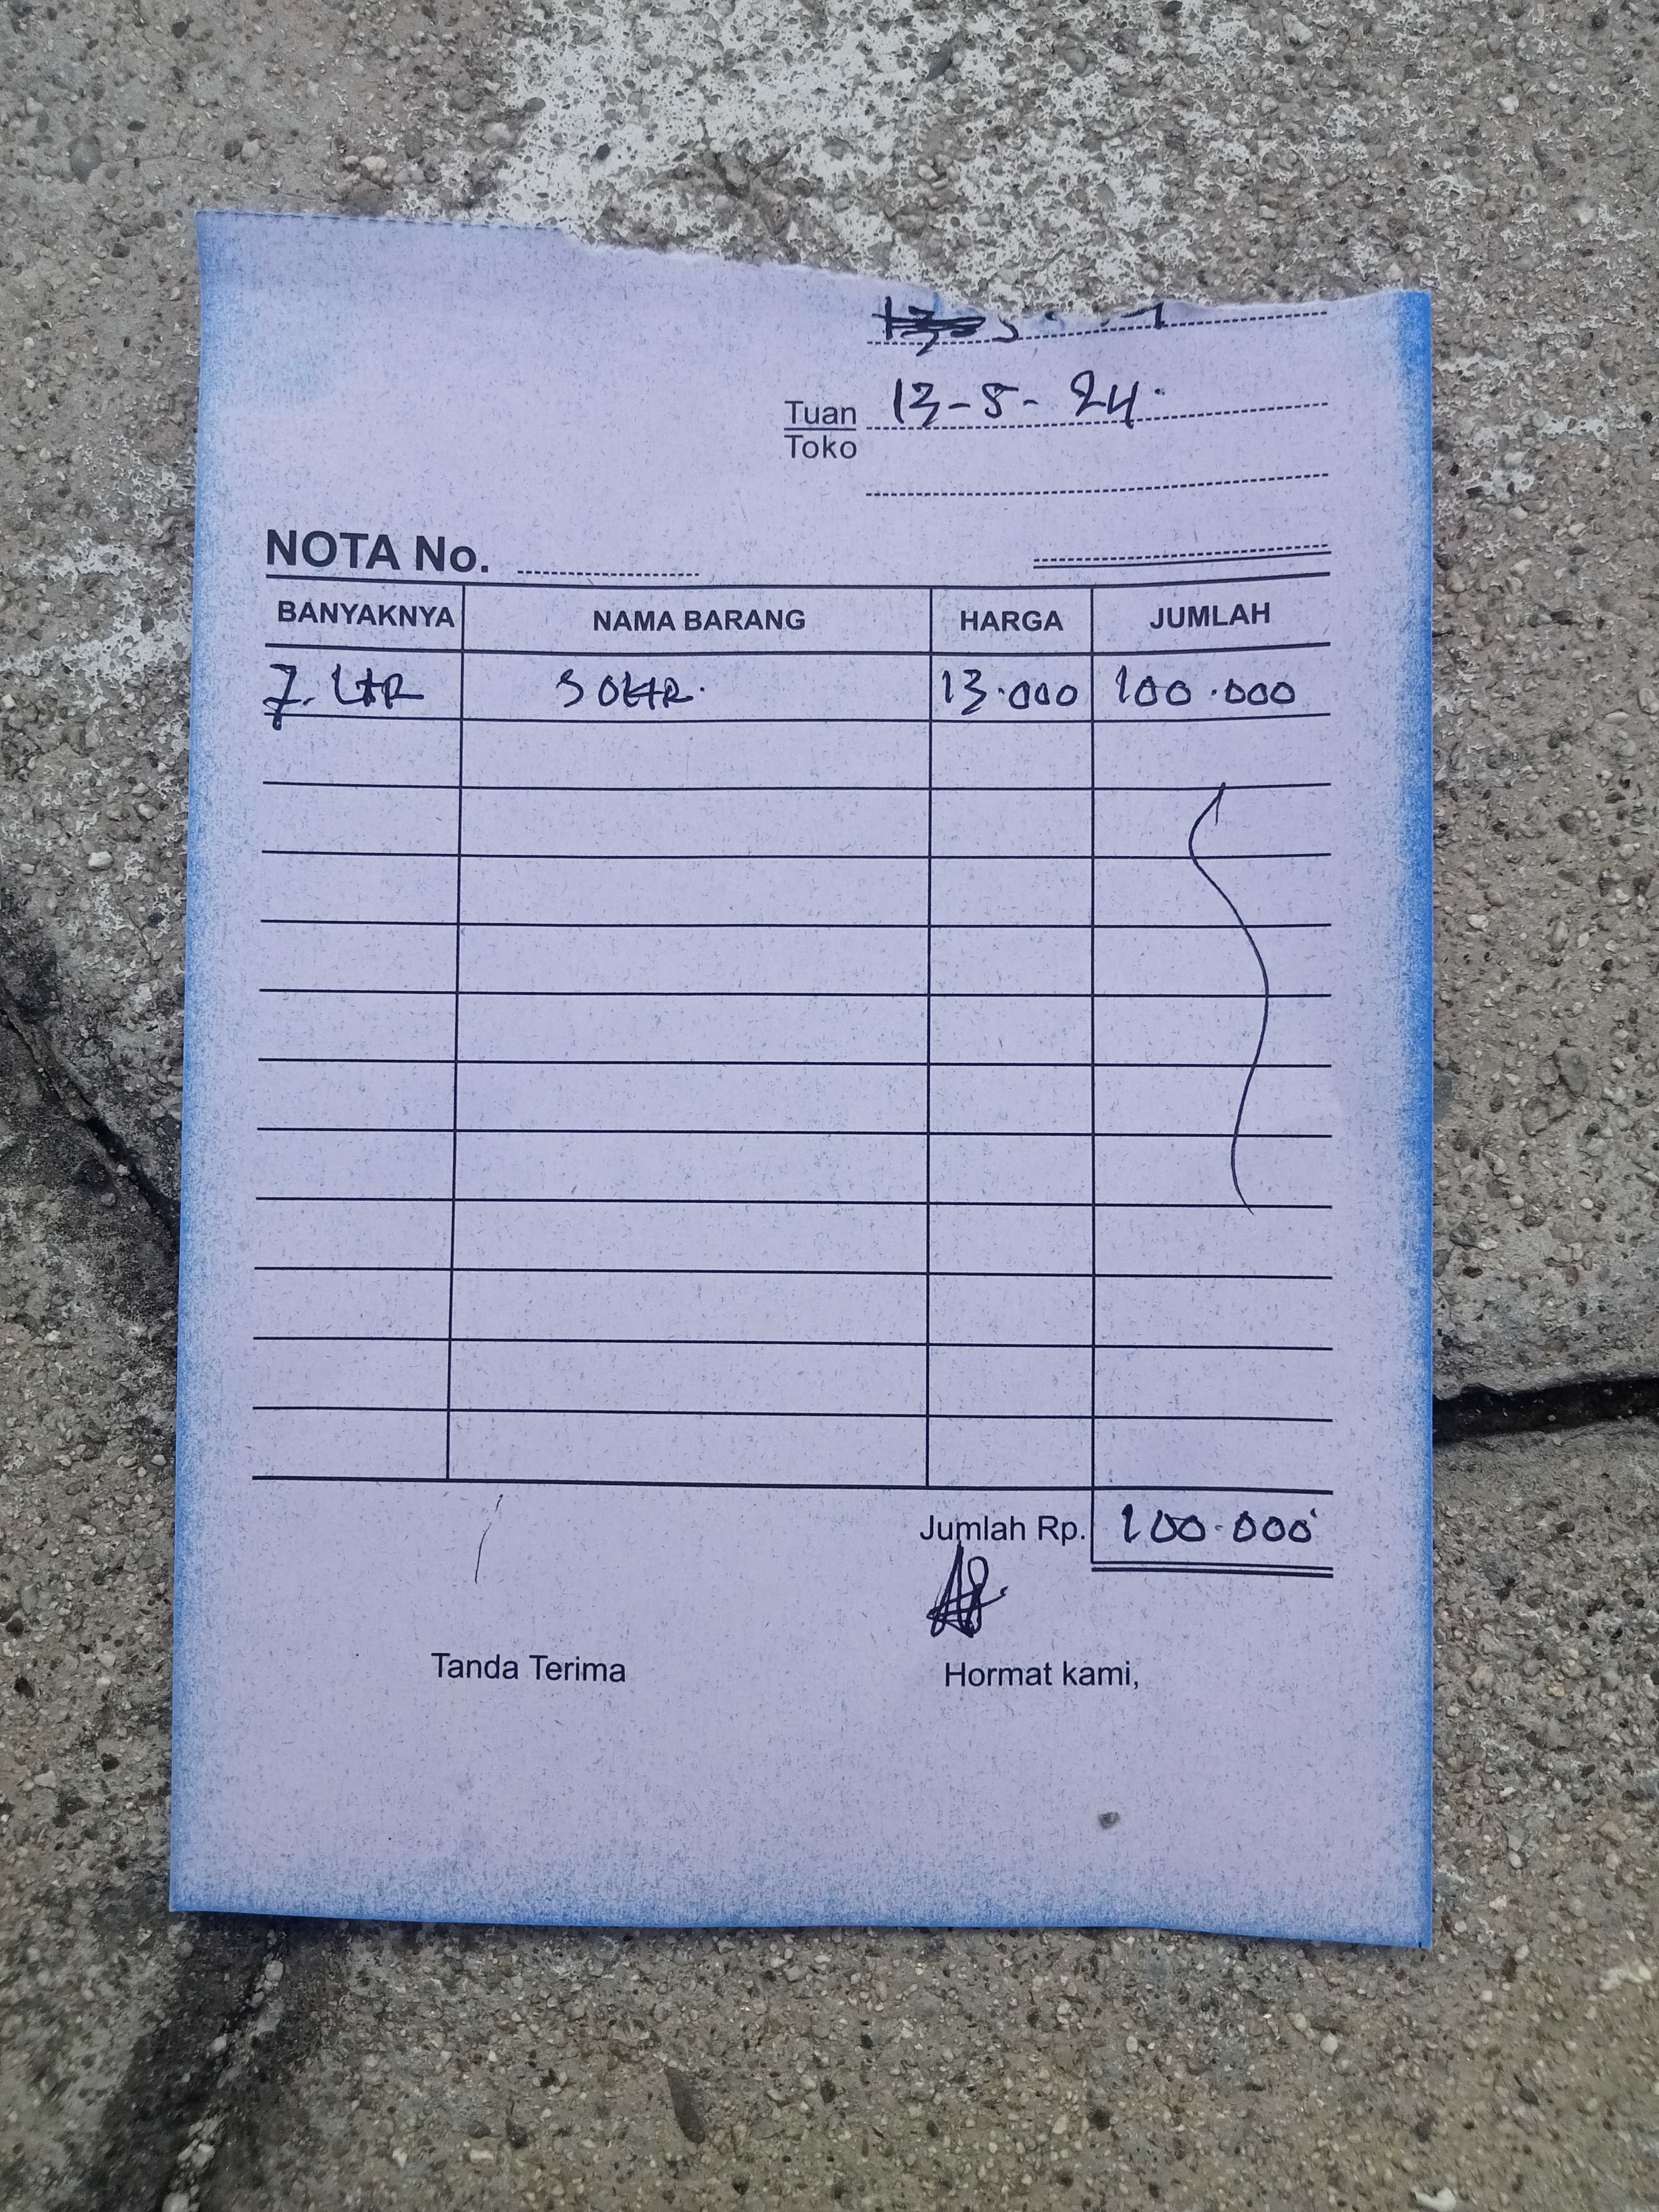 Tuan 13-5-24
Toko
NOTA No.
BANYAKNYA NAMA BARANG HARGA JUMLAH
7. LTR 13.000 100.000
Jumlah Rp. 100.000
Tanda Terima Hormat kami,